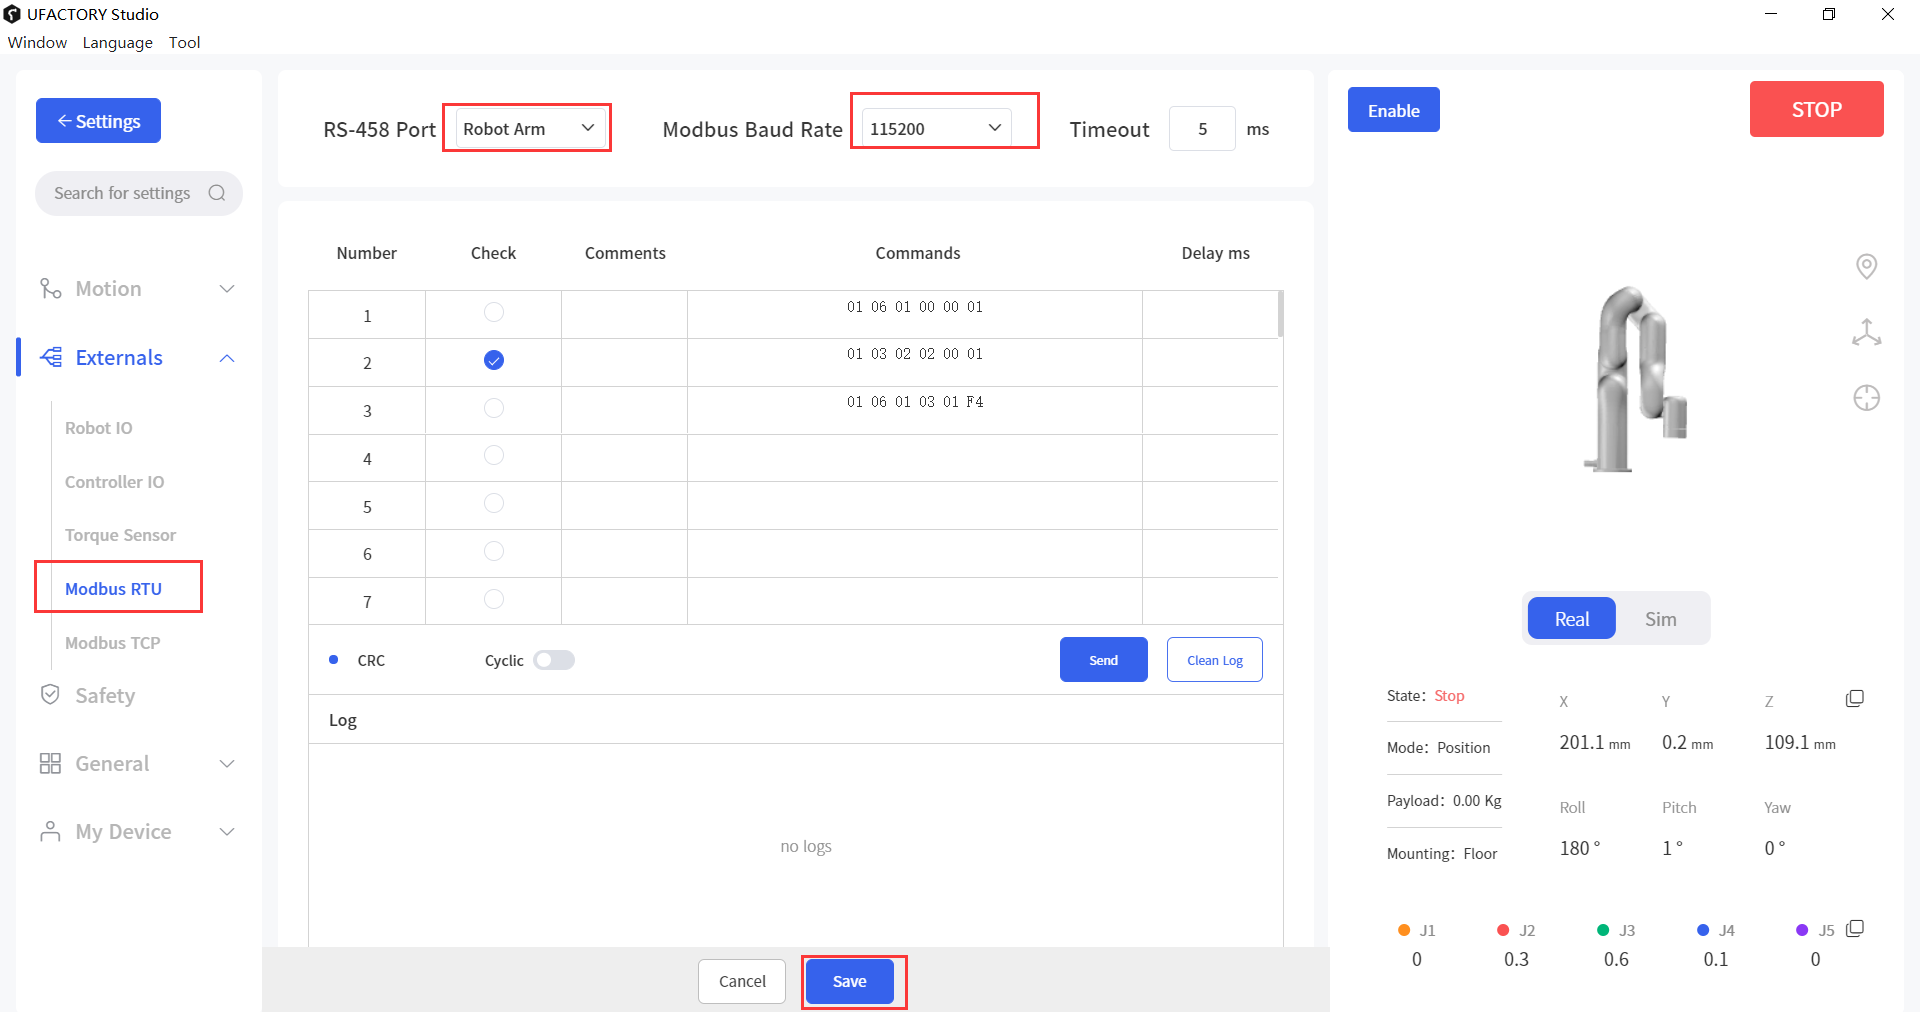 UFACTORY Studio
Window Language Tool
← Settings
Search for settings
Motion
Externals
Robot IO
Controller IO
Torque Sensor
Modbus RTU
Modbus TCP
Safety
General
My Device
RS-458 Port Robot Arm Modbus Baud Rate 115200 Timeout 5 ms
Number Check Comments Commands Delay ms
1 01 06 01 00 00 01
2 01 03 02 02 00 01
3 01 06 01 03 01 F4
4
5
6
7
CRC Cyclic Send Clean Log
Log
no logs
Cancel Save
Enable STOP
Real Sim
State: Stop
Mode: Position
Payload: 0.00 Kg
Mounting: Floor
X Y Z
201.1 mm 0.2 mm 109.1 mm
Roll Pitch Yaw
180 ° 1 ° 0 °
J1 J2 J3 J4 J5
0 0.3 0.6 0.1 0